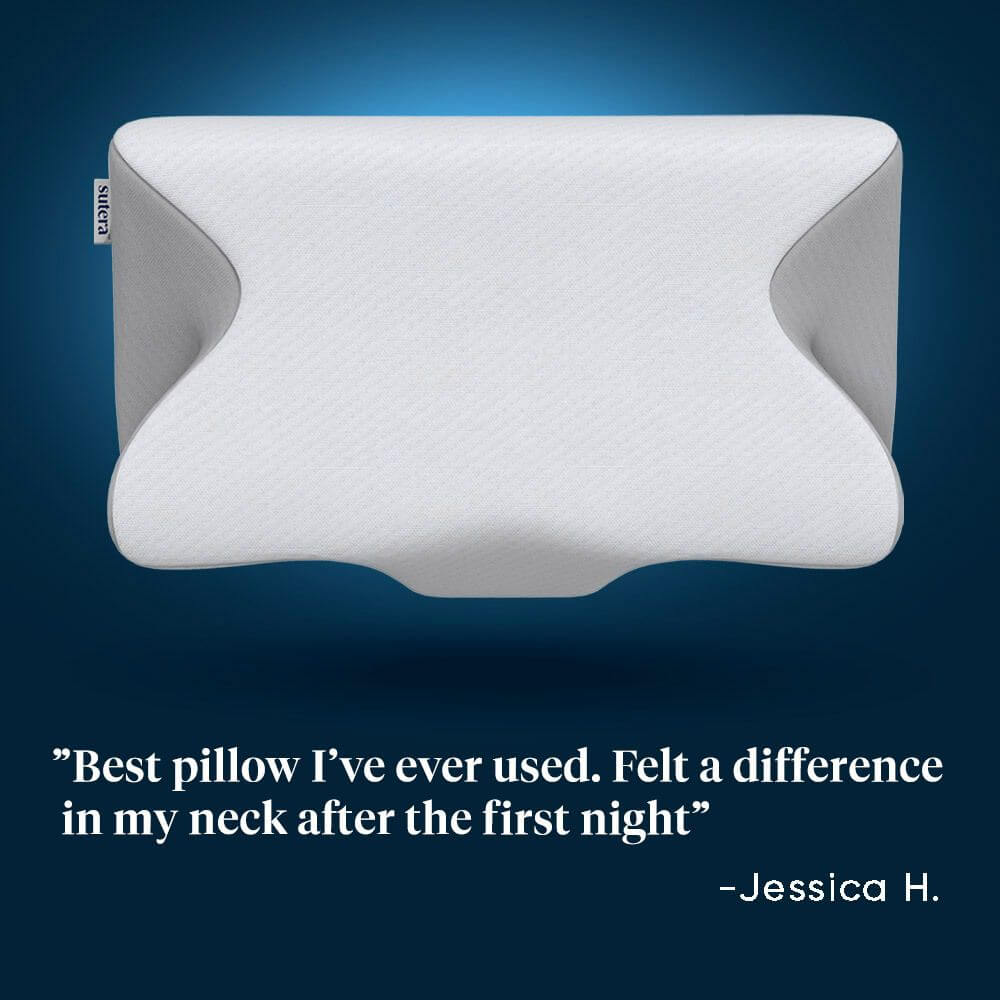 sutera
”Best pillow I’ve ever used. Felt a difference
in my neck after the first night”
-Jessica H.